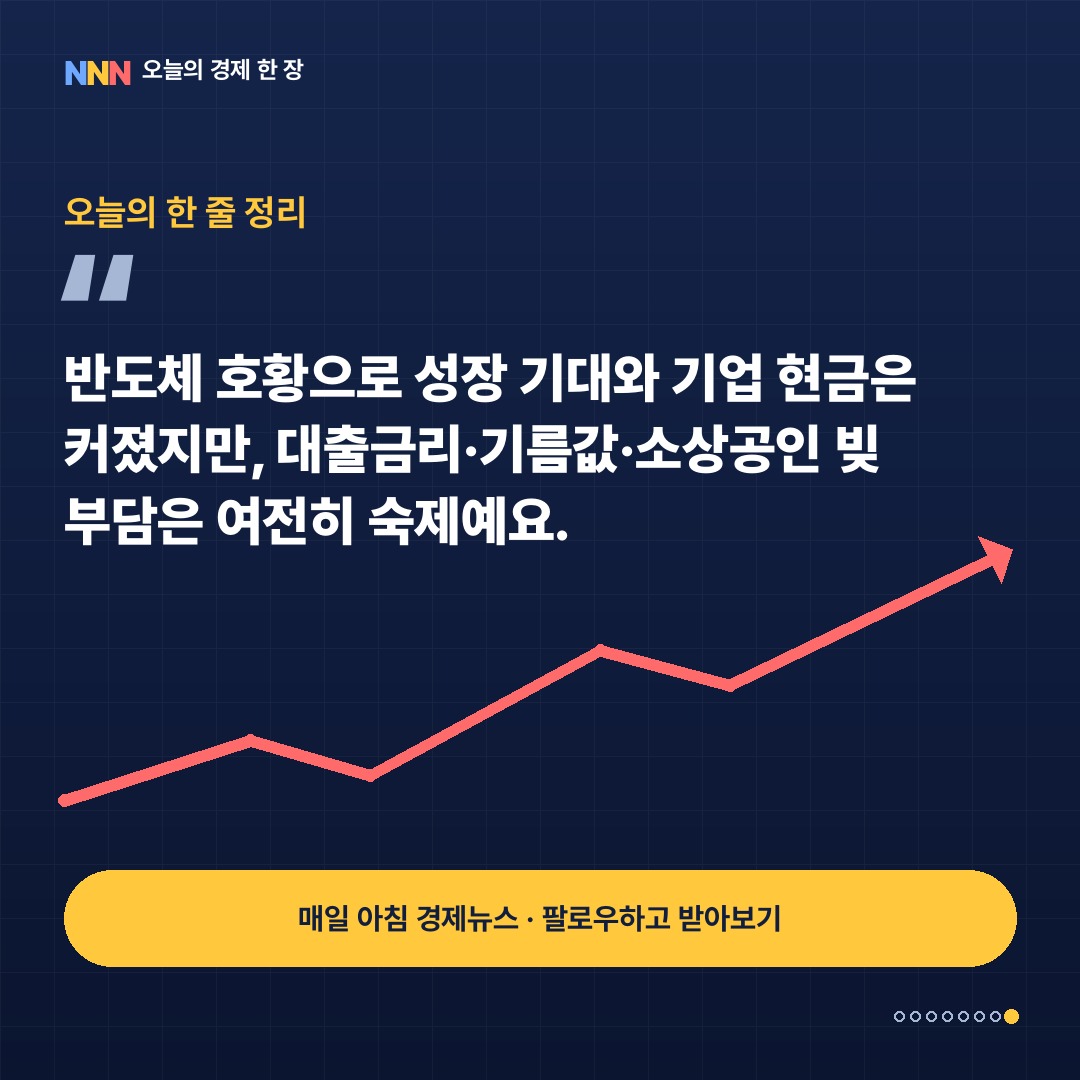 NNN 오늘의 경제 한 장
오늘의 한 줄 정리
"
반도체 호황으로 성장 기대와 기업 현금은
커졌지만, 대출금리·기름값·소상공인 빚
부담은 여전히 숙제예요.
매일 아침 경제뉴스 · 팔로우하고 받아보기